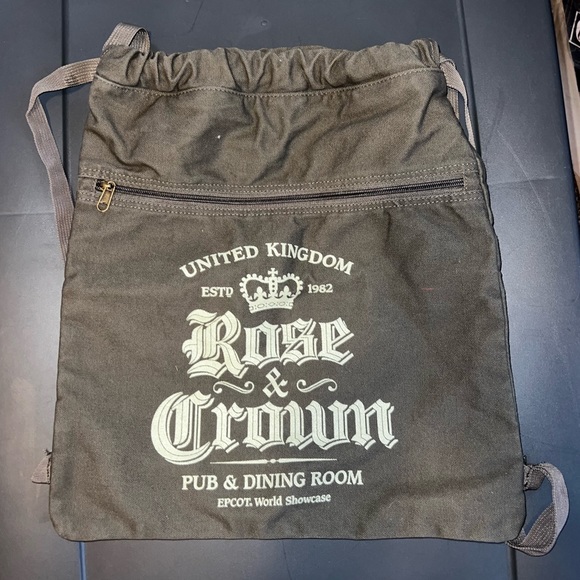 UNITED KINGDOM
ESTD 1982
Rose
&
Crown
PUB & DINING ROOM
EPCOT® World Showcase